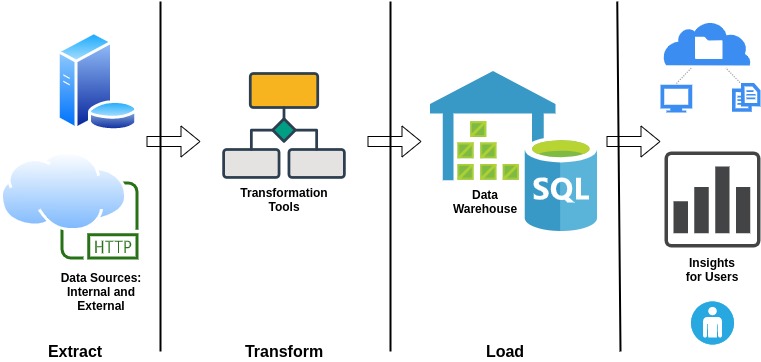 HTTP
Data Sources:
Internal and
External
Extract
Transformation
Tools
Transform
SQL
Data
Warehouse
Load
Insights
for Users